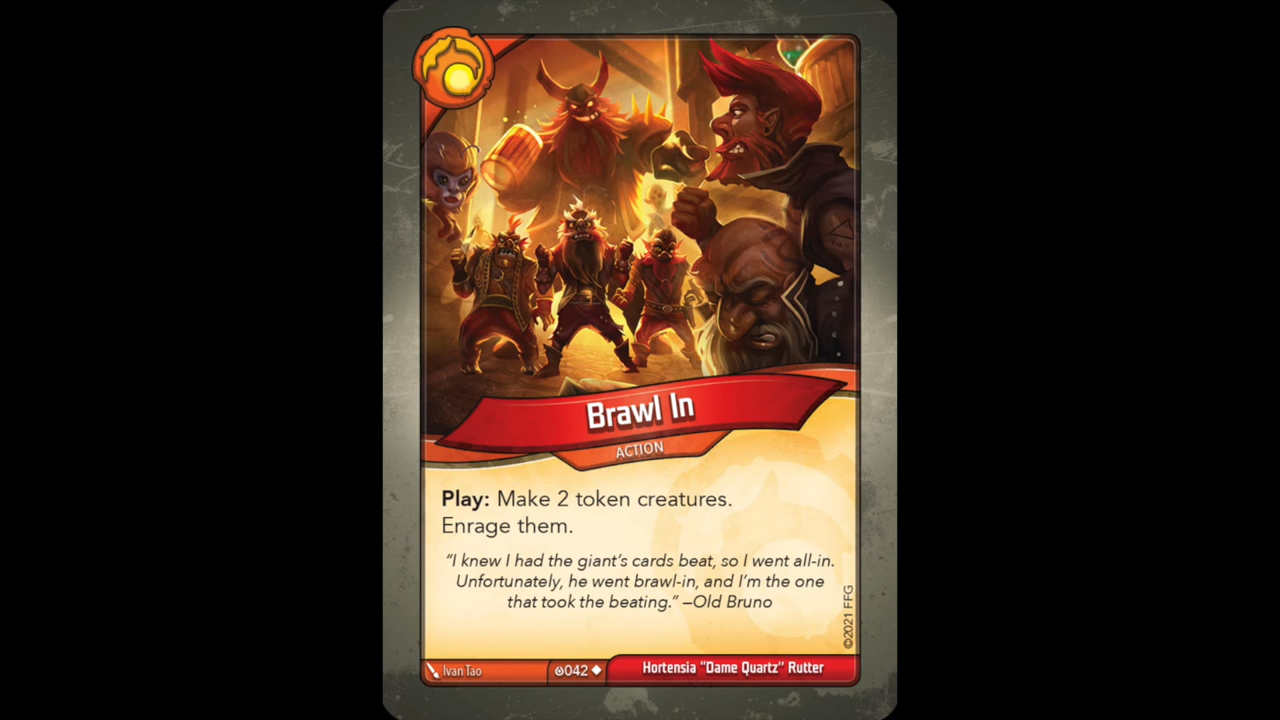 Brawl In
ACTION
Play: Make 2 token creatures.
Enrage them.
“I knew I had the giant’s cards beat, so I went all-in.
Unfortunately, he went brawl-in, and I’m the one
that took the beating.” –Old Bruno
©2021 FFG
Ivan Tao
042
Hortensia “Dame Quartz” Rutter